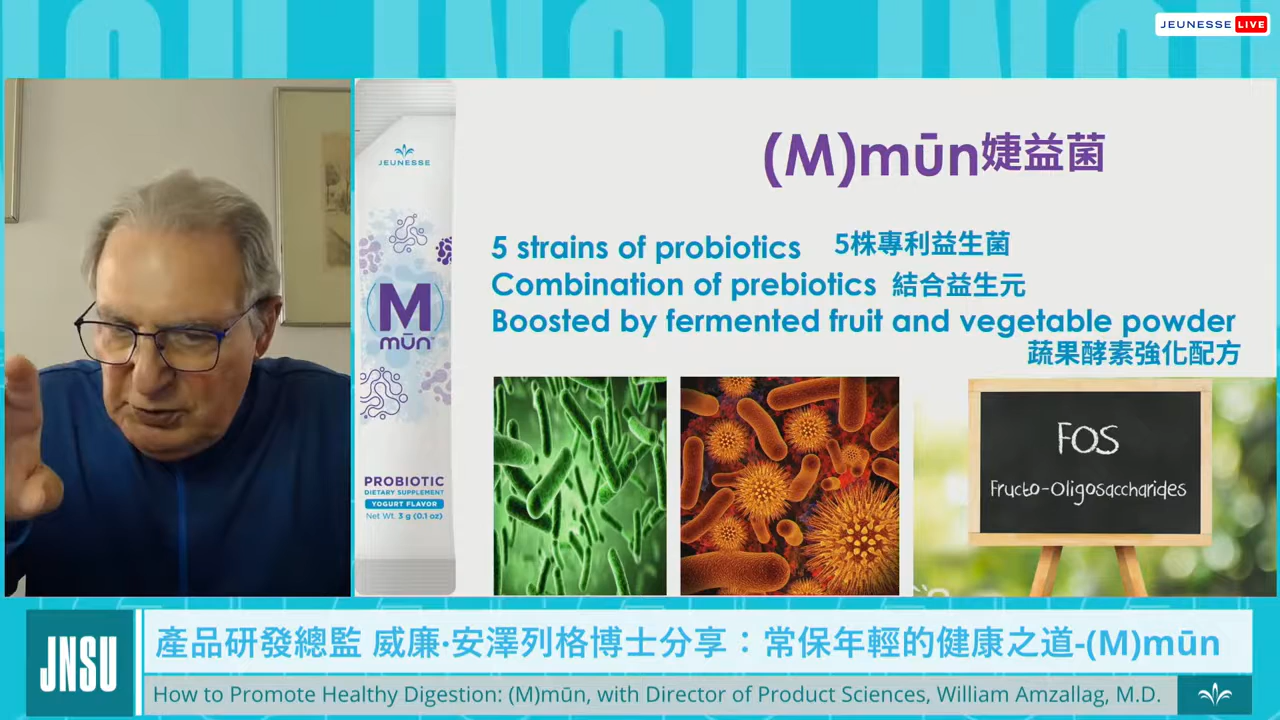 JEUNESSE LIVE
JEUNESSE
M
mūn
PROBIOTIC
DIETARY SUPPLEMENT
YOGURT FLAVOR
Net Wt. 3 g (0.1 oz)
(M)mūn婕益菌
5 strains of probiotics 5株專利益生菌
Combination of prebiotics 結合益生元
Boosted by fermented fruit and vegetable powder
蔬果酵素強化配方
FOS
Fructo-Oligosaccharides
JNSU
產品研發總監 威廉·安澤列格博士分享：常保年輕的健康之道-(M)mūn
How to Promote Healthy Digestion: (M)mūn, with Director of Product Sciences, William Amzallag, M.D.